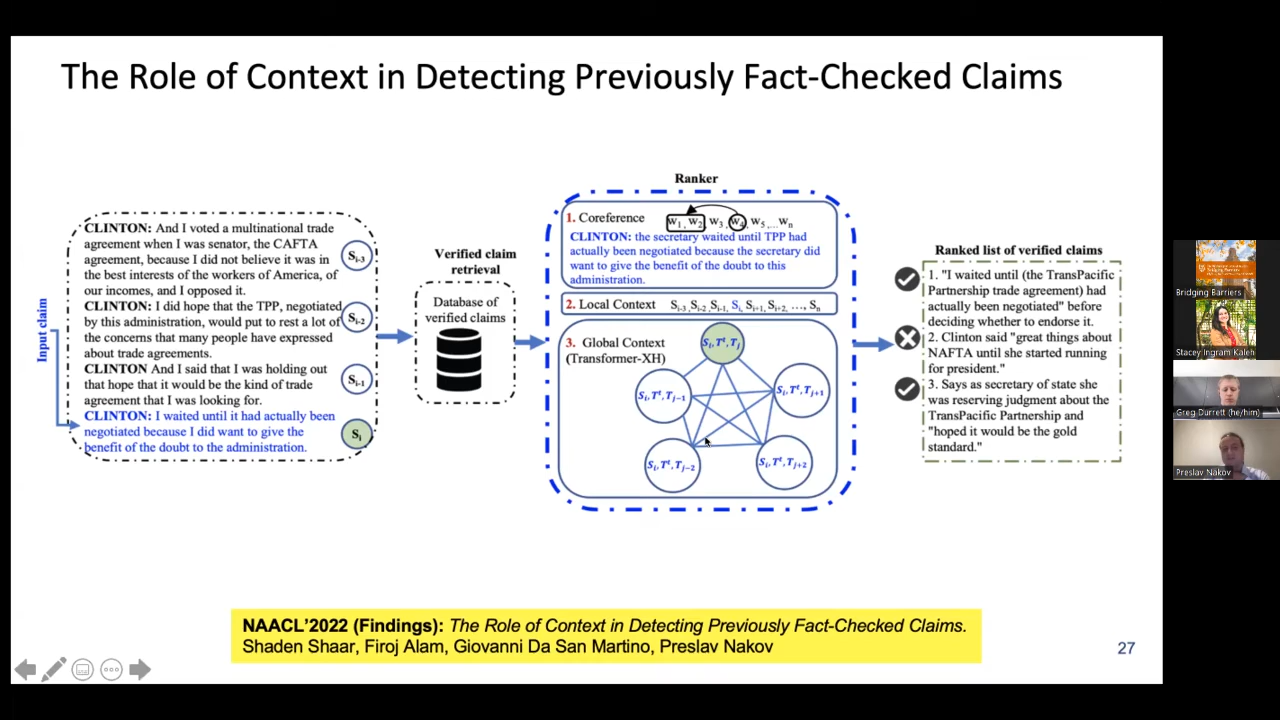 The Role of Context in Detecting Previously Fact-Checked Claims
Input claim
CLINTON: And I voted a multinational trade
agreement when I was senator, the CAFTA
agreement, because I did not believe it was in
the best interests of the workers of America, of
our incomes, and I opposed it.
CLINTON: I did hope that the TPP, negotiated
by this administration, would put to rest a lot of
the concerns that many people have expressed
about trade agreements.
CLINTON And I said that I was holding out
that hope that it would be the kind of trade
agreement that I was looking for.
CLINTON: I waited until it had actually been
negotiated because I did want to give the
benefit of the doubt to the administration.
Si-3
Si-2
Si-1
Si
Verified claim
retrieval
Database of
verified claims
Ranker
1. Coreference w1, w2, w3, w4, w5,... wn
CLINTON: the secretary waited until TPP had
actually been negotiated because the secretary did
want to give the benefit of the doubt to this
administration.
2. Local Context Si-3, Si-2, Si-1, Si, Si+1, Si+2, …, Sn
3. Global Context
(Transformer-XH)
Si, Tt, Tj
Si, Tt, Tj-1
Si, Tt, Tj+1
Si, Tt, Tj-2
Si, Tt, Tj+2
Ranked list of verified claims
1. "I waited until (the TransPacific
Partnership trade agreement) had
actually been negotiated" before
deciding whether to endorse it.
2. Clinton said "great things about
NAFTA until she started running
for president."
3. Says as secretary of state she
was reserving judgment about the
TransPacific Partnership and
"hoped it would be the gold
standard."
NAACL'2022 (Findings): The Role of Context in Detecting Previously Fact-Checked Claims.
Shaden Shaar, Firoj Alam, Giovanni Da San Martino, Preslav Nakov
27
Bridging Barriers
Stacey Ingram Kaleh
Greg Durrett (he/him)
Preslav Nakov